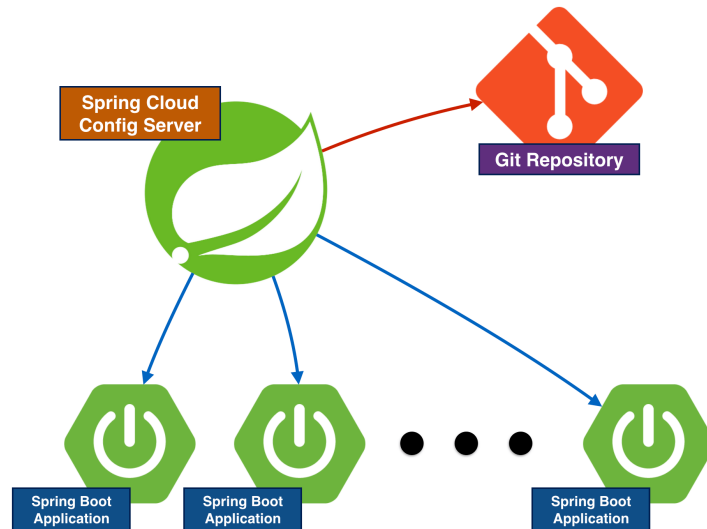 Spring Cloud
Config Server
Git Repository
Spring Boot
Application
Spring Boot
Application
Spring Boot
Application